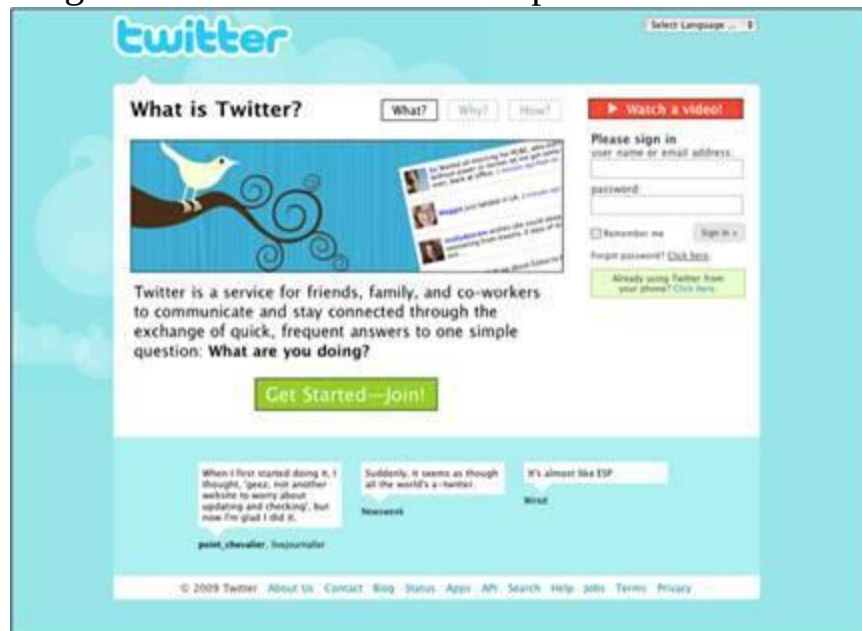 twitter
Select Language ...
What is Twitter?
What?
Why?
How?
Watch a video!
Please sign in
user name or email address:
password:
Remember me
Sign In »
Forgot password? Click here.
Already using Twitter from
your phone? Click here.
Twitter is a service for friends, family, and co-workers
to communicate and stay connected through the
exchange of quick, frequent answers to one simple
question: What are you doing?
Get Started—Join!
When I first started doing it, I
thought, 'geez, not another
website to worry about
updating and checking', but
now I'm glad I did it.
point_chevalier, livejournaller
Suddenly, it seems as though
all the world's a-twitter.
Newsweek
It's almost like ESP
Wired
© 2009 Twitter About Us Contact Blog Status Apps API Search Help Jobs Terms Privacy